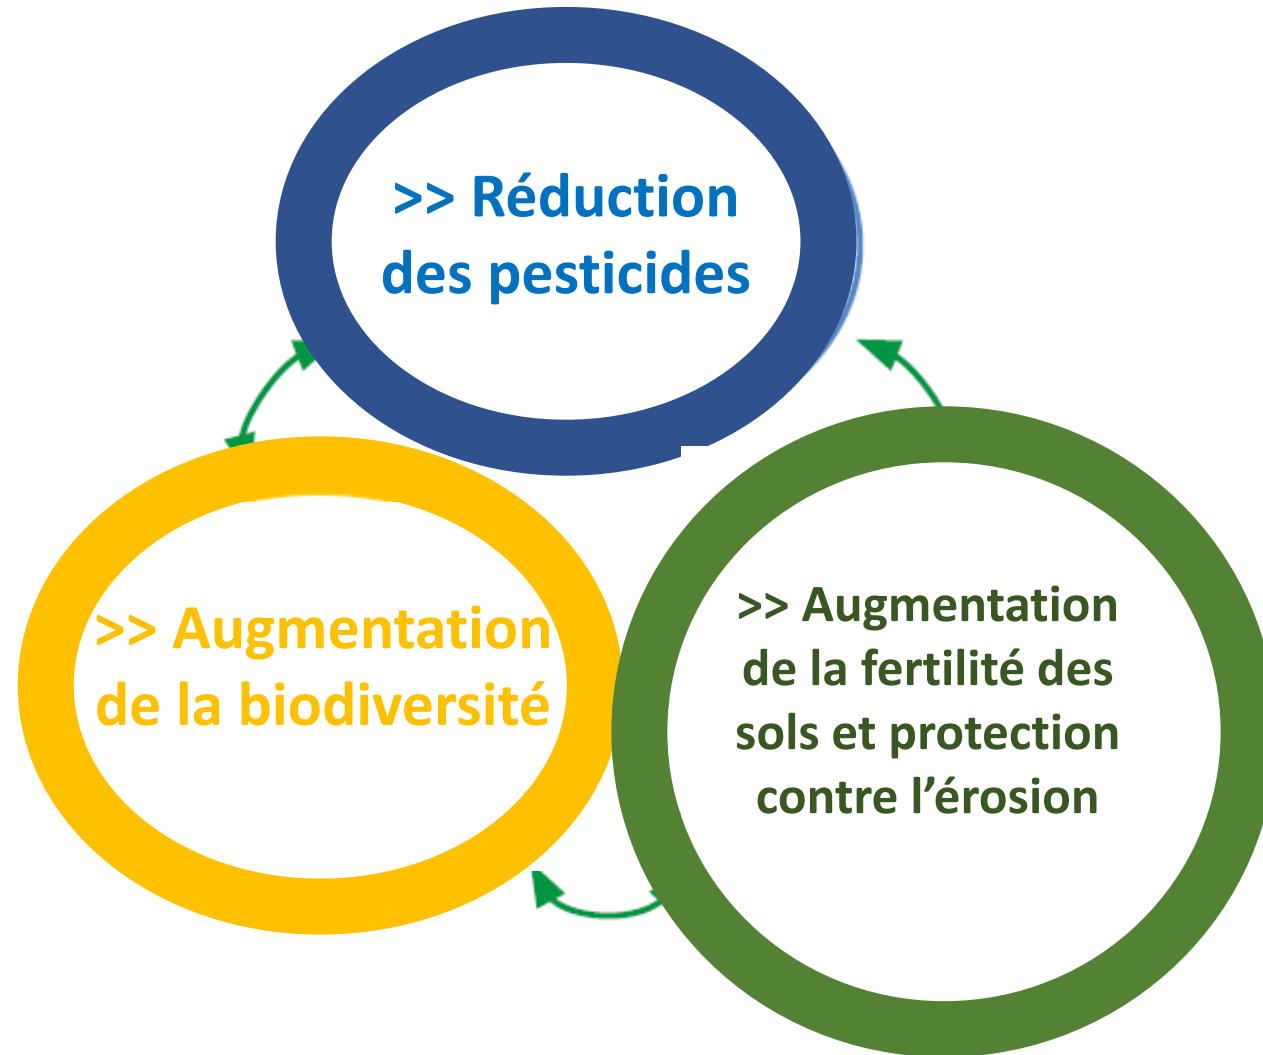 >> Réduction
des pesticides
>> Augmentation
de la biodiversité
>> Augmentation
de la fertilité des
sols et protection
contre l’érosion